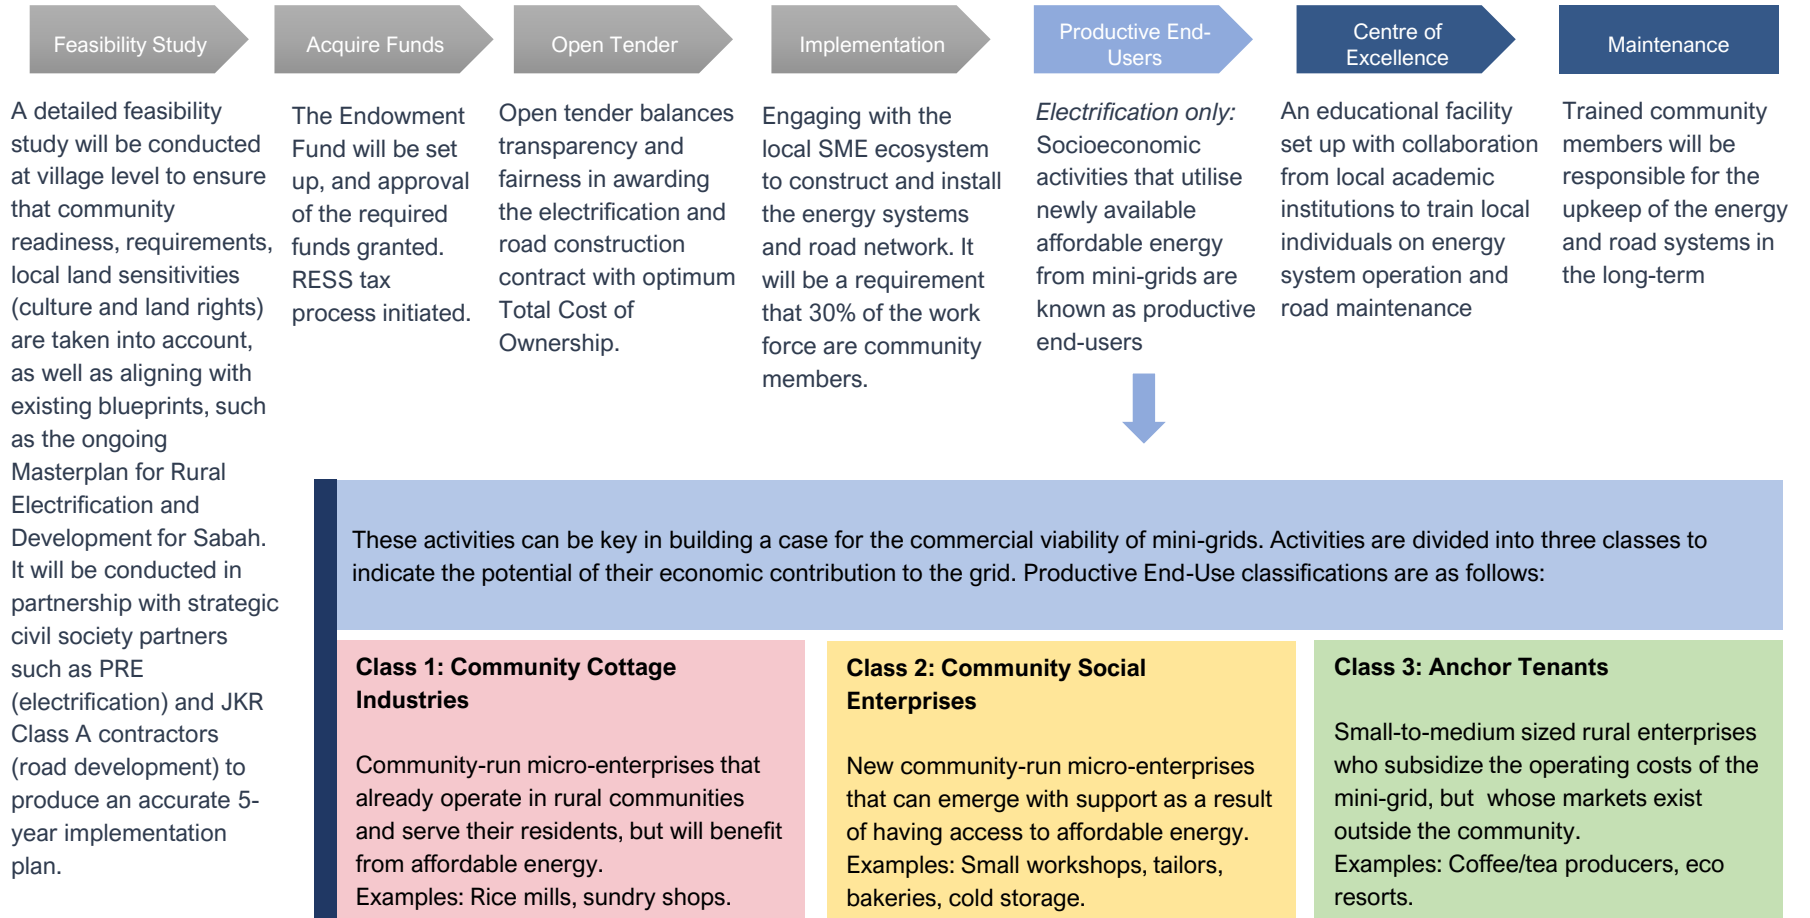 Feasibility Study
Acquire Funds
Open Tender
Implementation
Productive End-
Users
Centre of
Excellence
Maintenance
A detailed feasibility
study will be conducted
at village level to ensure
that community
readiness, requirements,
local land sensitivities
(culture and land rights)
are taken into account,
as well as aligning with
existing blueprints, such
as the ongoing
Masterplan for Rural
Electrification and
Development for Sabah.
It will be conducted in
partnership with strategic
civil society partners
such as PRE
(electrification) and JKR
Class A contractors
(road development) to
produce an accurate 5-
year implementation
plan.
The Endowment
Fund will be set
up, and approval
of the required
funds granted.
RESS tax
process initiated.
Open tender balances
transparency and
fairness in awarding
the electrification and
road construction
contract with optimum
Total Cost of
Ownership.
Engaging with the
local SME ecosystem
to construct and install
the energy systems
and road network. It
will be a requirement
that 30% of the work
force are community
members.
Electrification only:
Socioeconomic
activities that utilise
newly available
affordable energy
from mini-grids are
known as productive
end-users
An educational facility
set up with collaboration
from local academic
institutions to train local
individuals on energy
system operation and
road maintenance
Trained community
members will be
responsible for the
upkeep of the energy
and road systems in
the long-term
These activities can be key in building a case for the commercial viability of mini-grids. Activities are divided into three classes to
indicate the potential of their economic contribution to the grid. Productive End-Use classifications are as follows:
Class 1: Community Cottage
Industries
Community-run micro-enterprises that
already operate in rural communities
and serve their residents, but will benefit
from affordable energy.
Examples: Rice mills, sundry shops.
Class 2: Community Social
Enterprises
New community-run micro-enterprises
that can emerge with support as a result
of having access to affordable energy.
Examples: Small workshops, tailors,
bakeries, cold storage.
Class 3: Anchor Tenants
Small-to-medium sized rural enterprises
who subsidize the operating costs of the
mini-grid, but whose markets exist
outside the community.
Examples: Coffee/tea producers, eco
resorts.